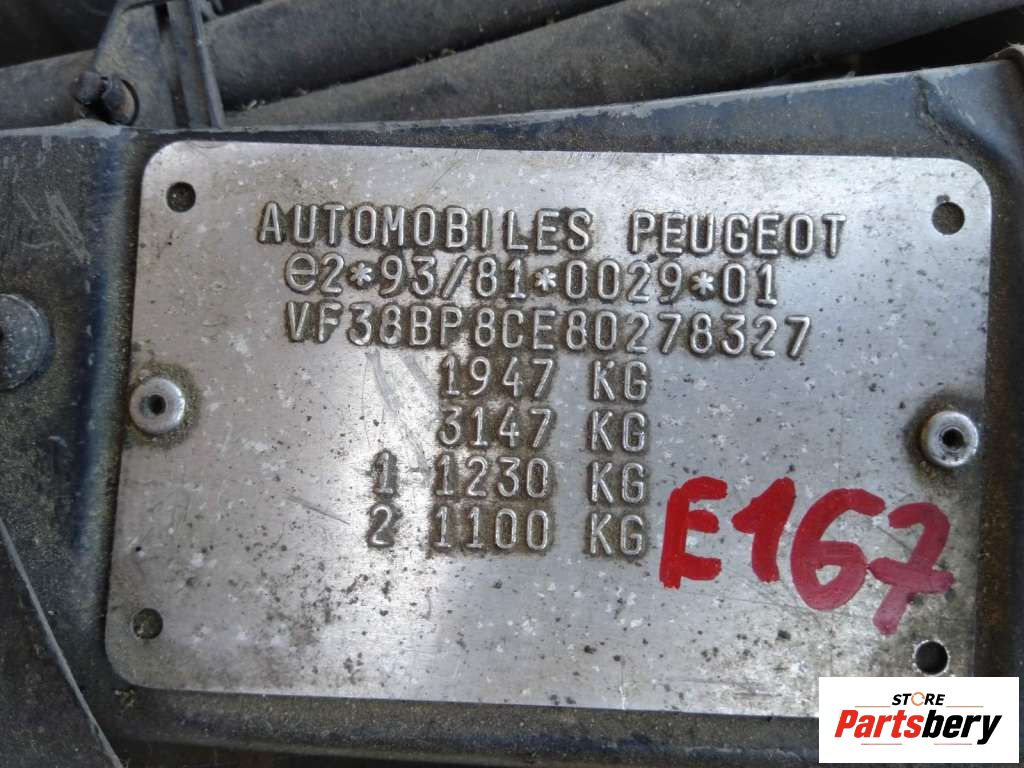 AUTOMOBILES PEUGEOT
e2*93/81*0029*01
VF38BP8CE80278327
1947 KG
3147 KG
1-1230 KG
2 1100 KG
E167
STORE
Partsbery